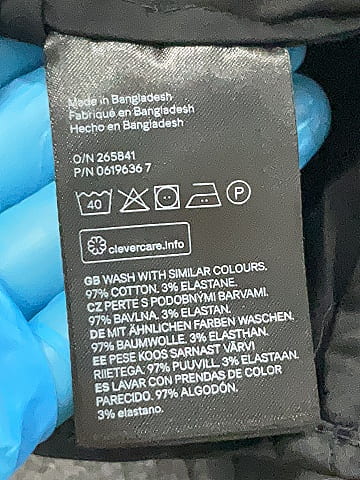 Made in Bangladesh
Fabriqué en Bangladesh
Hecho en Bangladesh
O/N 265841
P/N 0619636 7
40 P
clevercare.info
GB WASH WITH SIMILAR COLOURS.
97% COTTON. 3% ELASTANE.
CZ PERTE S PODOBNÝMI BARVAMI.
97% BAVLNA. 3% ELASTAN.
DE MIT ÄHNLICHEN FARBEN WASCHEN.
97% BAUMWOLLE. 3% ELASTHAN.
EE PESE KOOS SARNAST VÄRVI
RIIETEGA. 97% PUUVILL. 3% ELASTAAN.
ES LAVAR CON PRENDAS DE COLOR
PARECIDO. 97% ALGODÓN.
3% elastano.